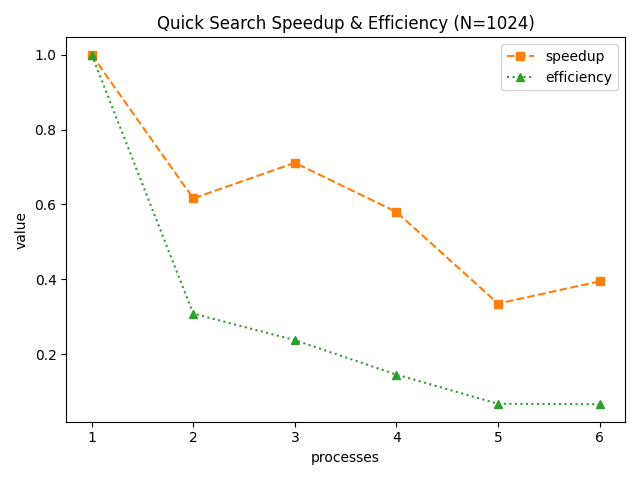 Quick Search Speedup & Efficiency (N=1024)
speedup
efficiency
1.0
0.8
0.6
0.4
0.2
value
1 2 3 4 5 6
processes